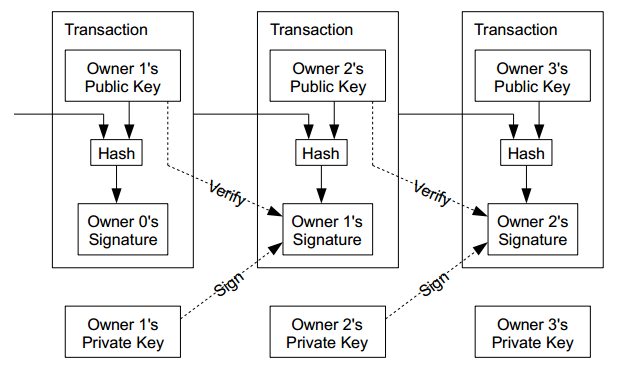 Transaction
Transaction
Transaction
Owner 1's
Public Key
Owner 2's
Public Key
Owner 3's
Public Key
Hash
Hash
Hash
Verify
Verify
Owner 0's
Signature
Owner 1's
Signature
Owner 2's
Signature
Sign
Sign
Owner 1's
Private Key
Owner 2's
Private Key
Owner 3's
Private Key